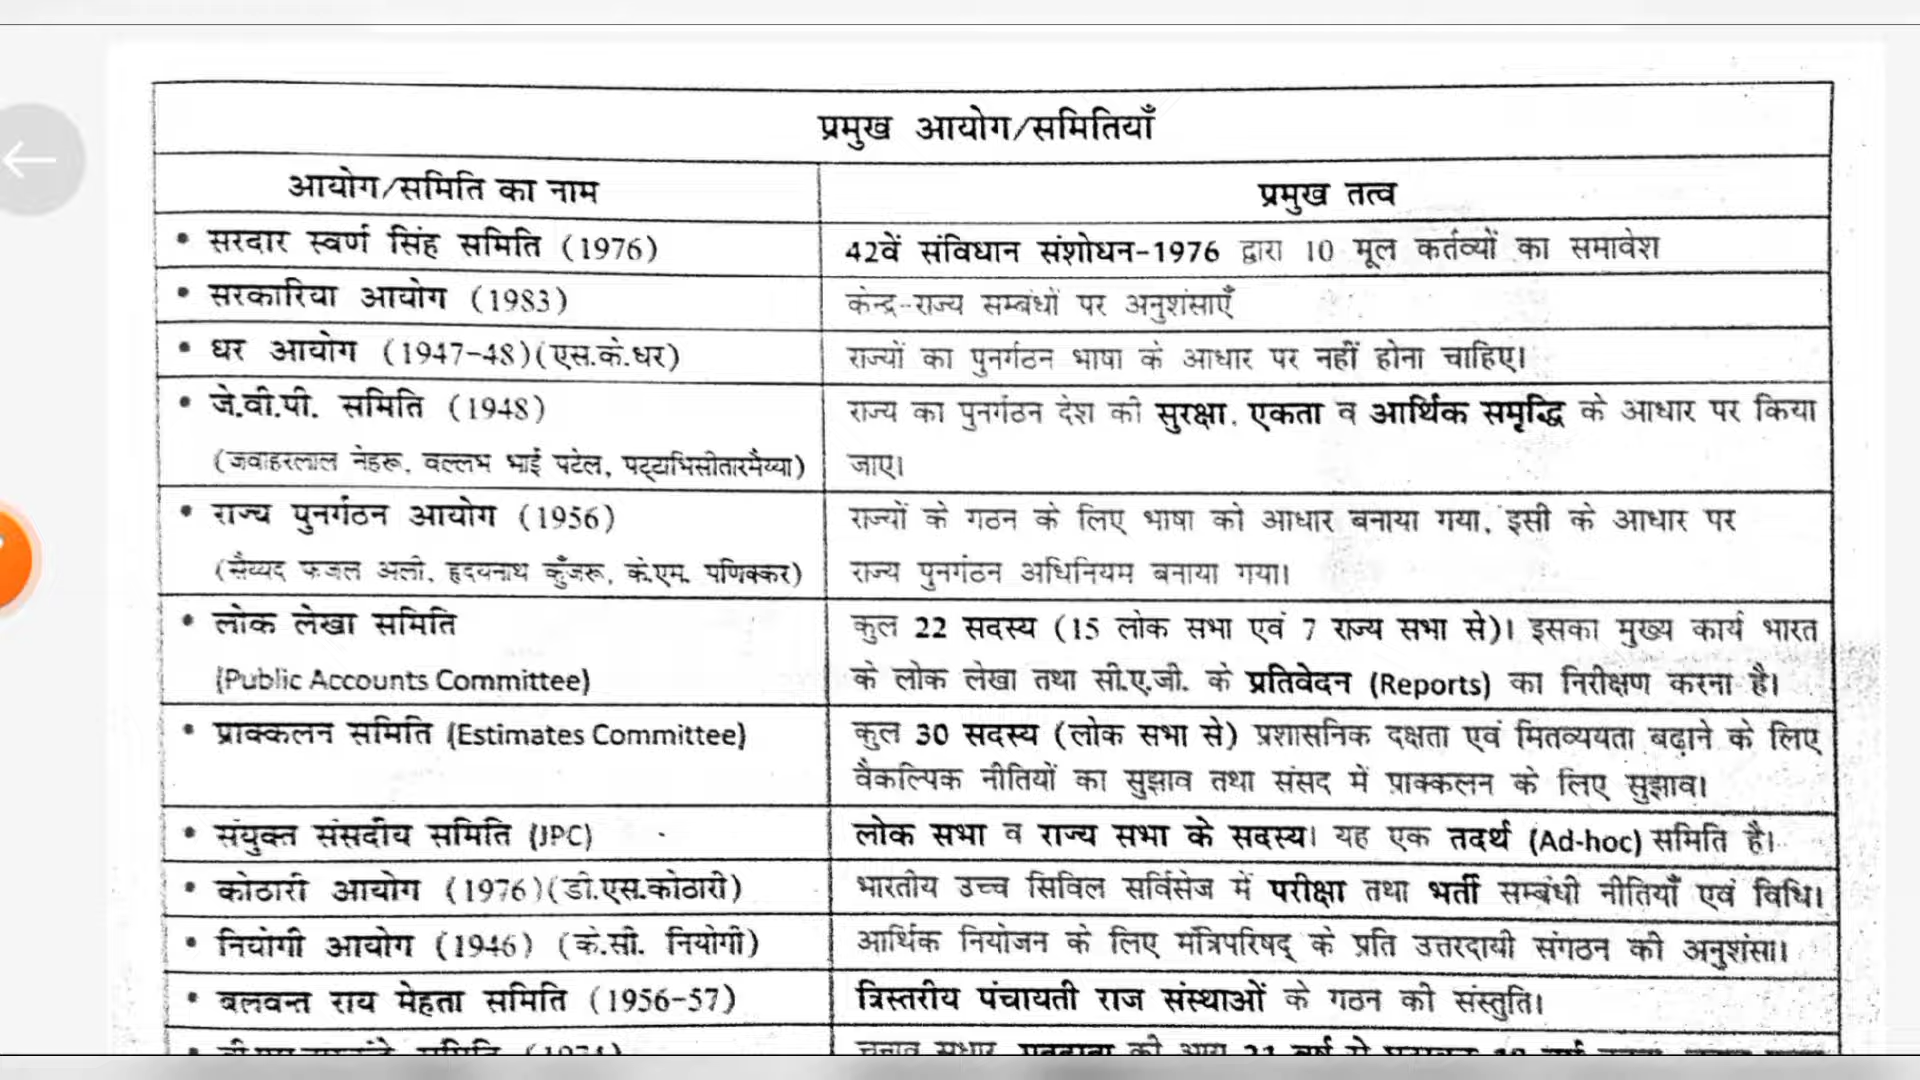 प्रमुख आयोग/समितियाँ
आयोग/समिति का नाम
प्रमुख तत्व
• सरदार स्वर्ण सिंह समिति (1976)
42वें संविधान संशोधन-1976 द्वारा 10 मूल कर्तव्यों का समावेश
• सरकारिया आयोग (1983)
केन्द्र-राज्य सम्बंधों पर अनुशंसाएँ
• धर आयोग (1947-48)(एस.के.धर)
राज्यों का पुनर्गठन भाषा के आधार पर नहीं होना चाहिए।
• जे.वी.पी. समिति (1948)
(जवाहरलाल नेहरू, वल्लभ भाई पटेल, पट्टाभिसीतारमैय्या)
राज्य का पुनर्गठन देश की सुरक्षा, एकता व आर्थिक समृद्धि के आधार पर किया
जाए।
• राज्य पुनर्गठन आयोग (1956)
(सैय्यद फजल अली, हृदयनाथ कुँजरू, के.एम. पणिक्कर)
राज्यों के गठन के लिए भाषा को आधार बनाया गया, इसी के आधार पर
राज्य पुनर्गठन अधिनियम बनाया गया।
• लोक लेखा समिति
(Public Accounts Committee)
कुल 22 सदस्य (15 लोक सभा एवं 7 राज्य सभा से)। इसका मुख्य कार्य भारत
के लोक लेखा तथा सी.ए.जी. के प्रतिवेदन (Reports) का निरीक्षण करना है।
• प्राक्कलन समिति (Estimates Committee)
कुल 30 सदस्य (लोक सभा से) प्रशासनिक दक्षता एवं मितव्ययता बढ़ाने के लिए
वैकल्पिक नीतियों का सुझाव तथा संसद में प्राक्कलन के लिए सुझाव।
• संयुक्त संसदीय समिति (JPC)
लोक सभा व राज्य सभा के सदस्य। यह एक तदर्थ (Ad-hoc) समिति है।
• कोठारी आयोग (1976)(डी.एस.कोठारी)
भारतीय उच्च सिविल सर्विसेज में परीक्षा तथा भर्ती सम्बंधी नीतियाँ एवं विधि।
• नियोगी आयोग (1946) (के.सी. नियोगी)
आर्थिक नियोजन के लिए मंत्रिपरिषद् के प्रति उत्तरदायी संगठन की अनुशंसा।
• बलवन्त राय मेहता समिति (1956-57)
त्रिस्तरीय पंचायती राज संस्थाओं के गठन की संस्तुति।